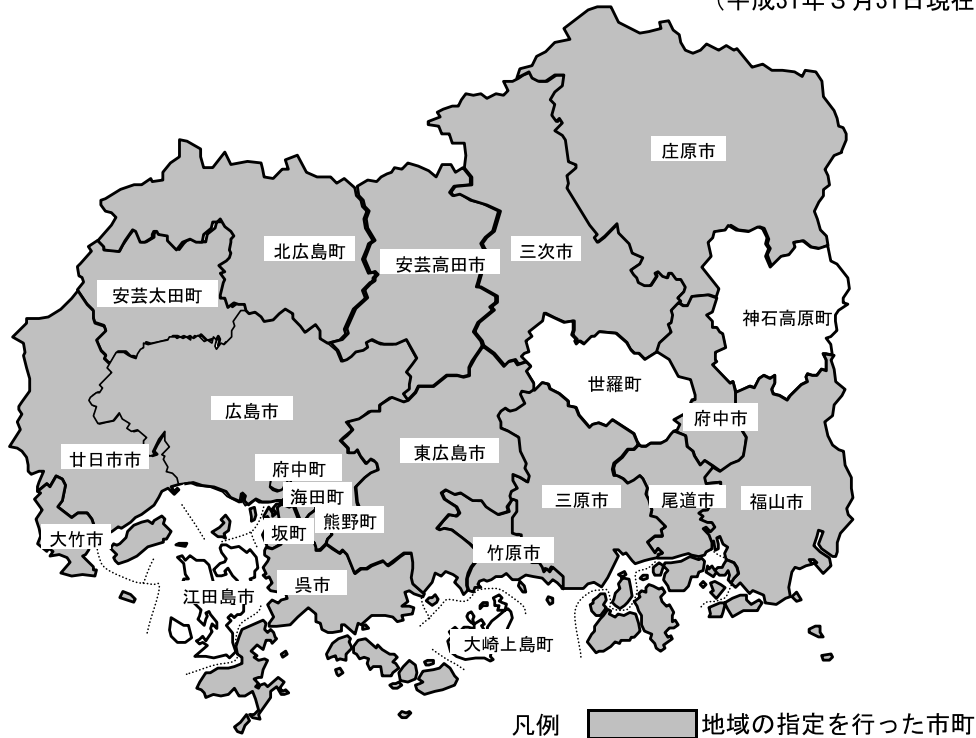 （平成31年３月31日現在
庄原市
北広島町
安芸高田市
三次市
安芸太田町
神石高原町
世羅町
広島市
府中市
東広島市
廿日市市
府中町
海田町
三原市
尾道市
福山市
熊野町
坂町
大竹市
竹原市
呉市
江田島市
大崎上島町
凡例
地域の指定を行った市町